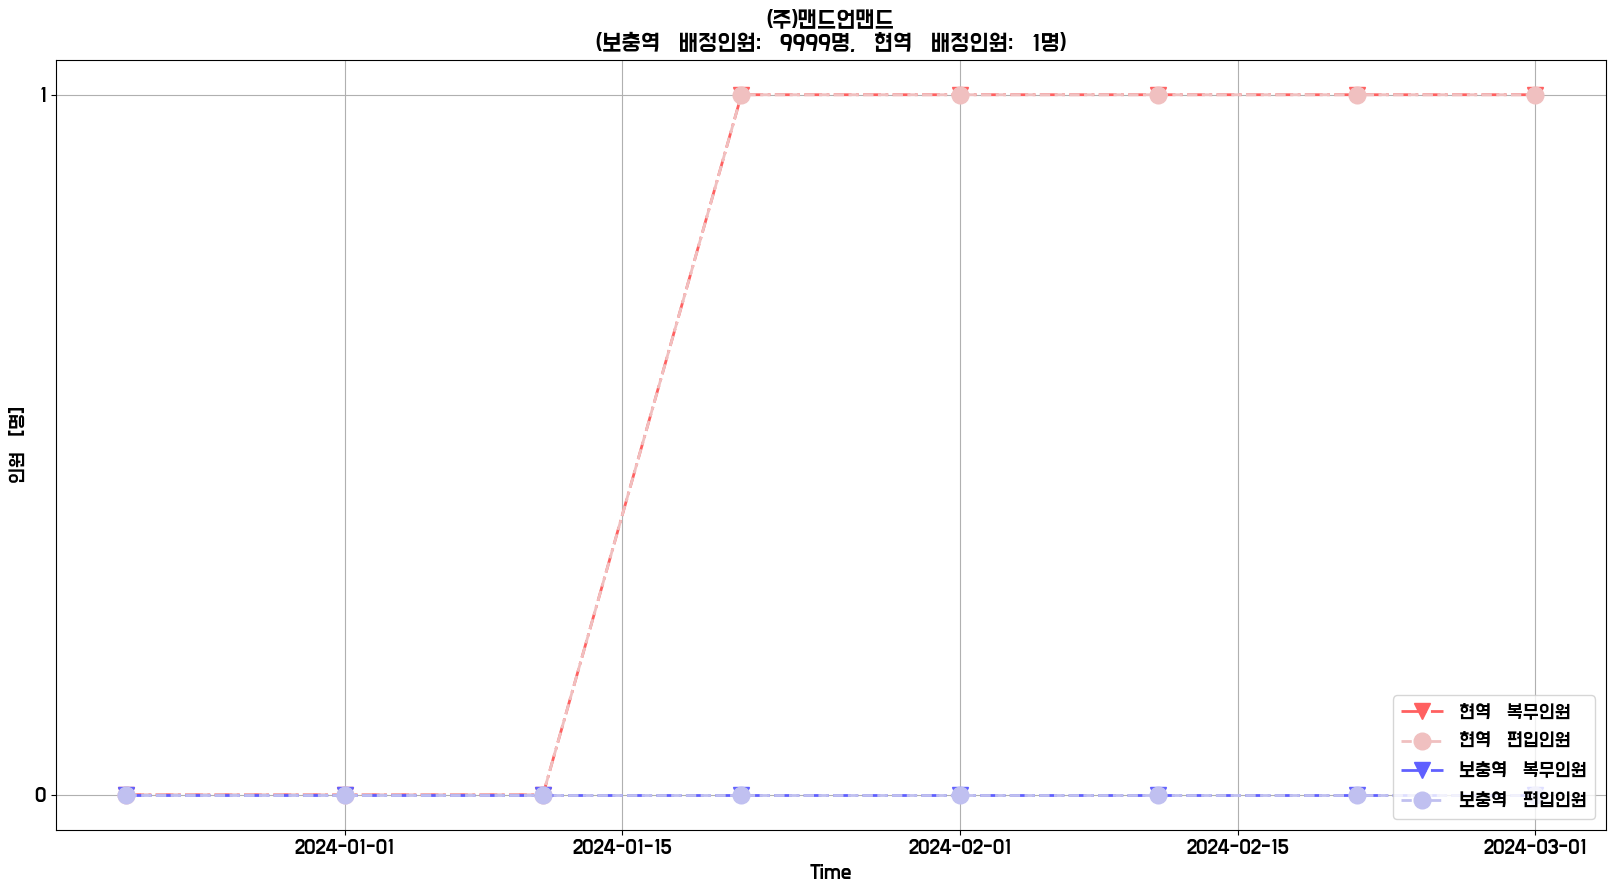 (주)맨드언맨드
(보충역 배정인원: 9999명, 현역 배정인원: 1명)
인원 [명]
1
0
현역 복무인원
현역 편입인원
보충역 복무인원
보충역 편입인원
2024-01-01 2024-01-15 2024-02-01 2024-02-15 2024-03-01
Time